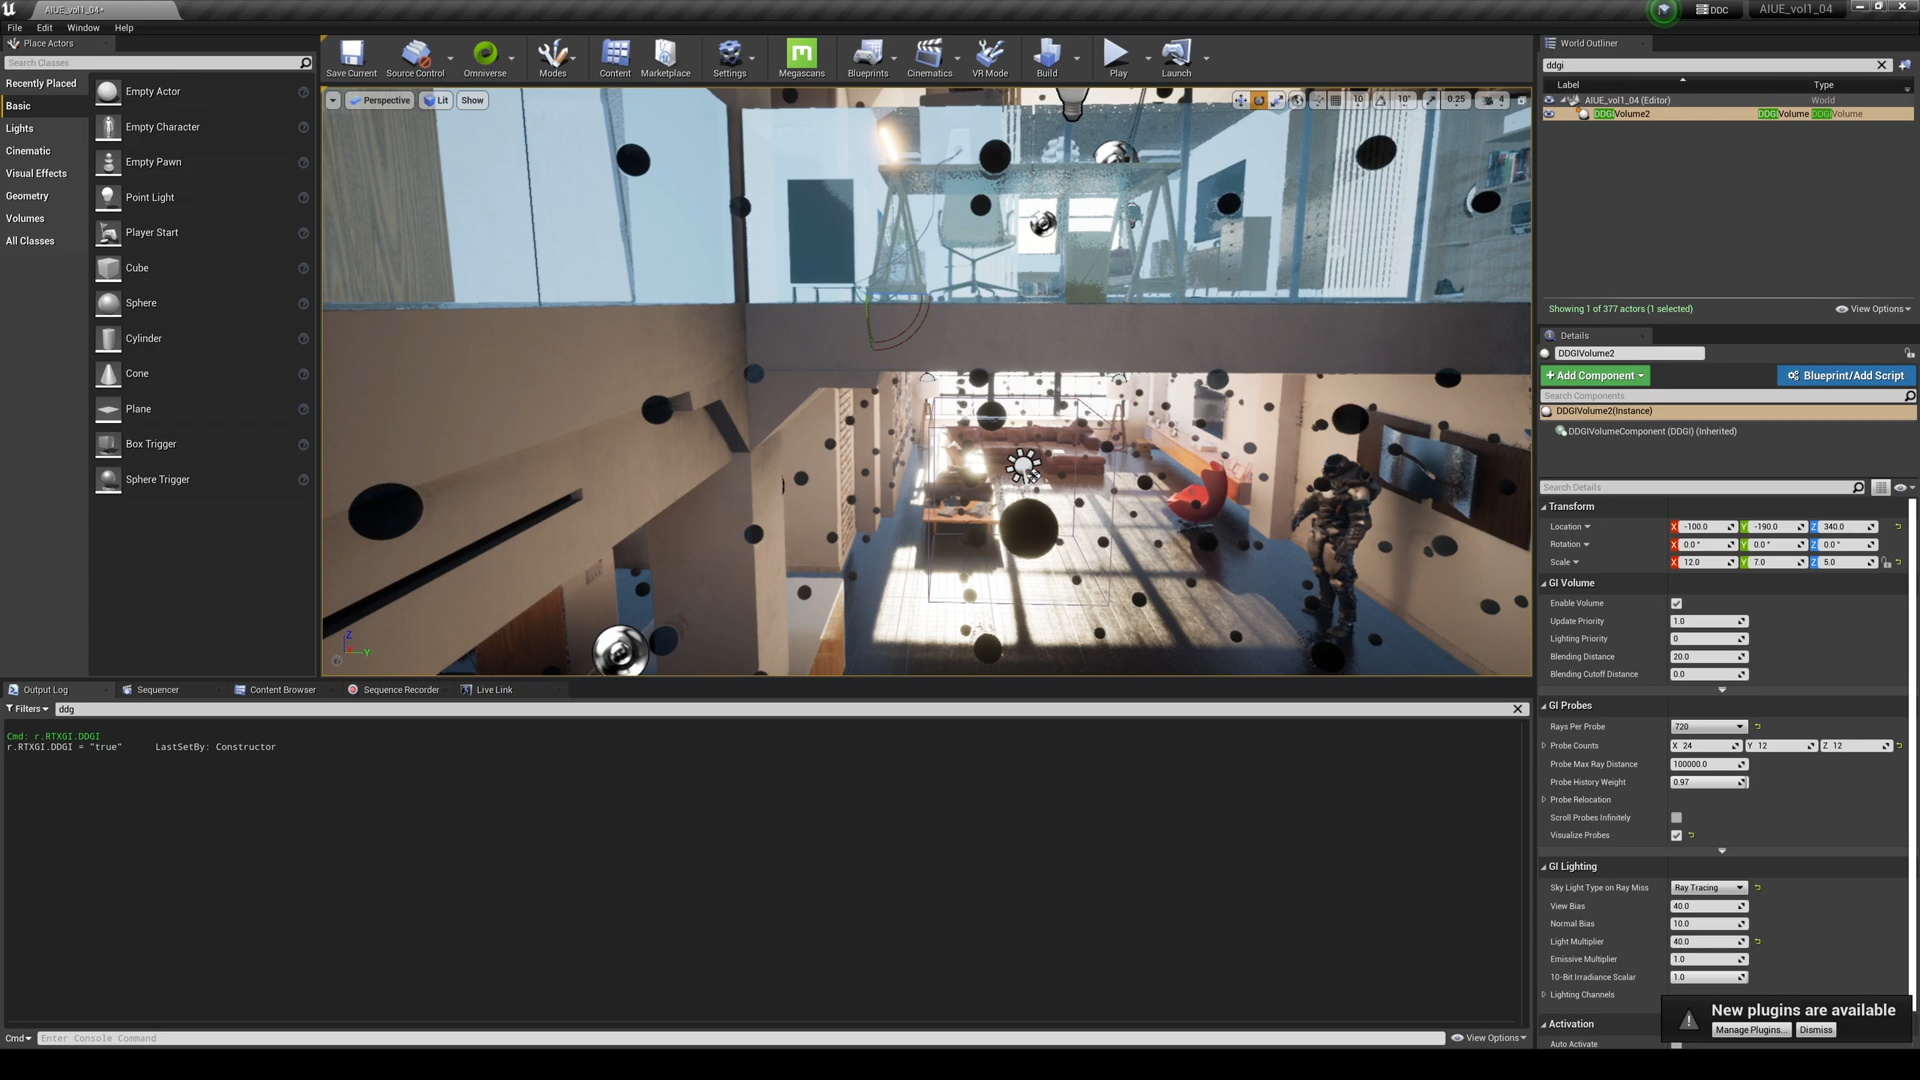 AIUE_vol1_04*
DDC
AIUE_vol1_04
File Edit Window Help
Place Actors
Search Classes
Recently Placed
Basic
Lights
Cinematic
Visual Effects
Geometry
Volumes
All Classes
Empty Actor
Empty Character
Empty Pawn
Point Light
Player Start
Cube
Sphere
Cylinder
Cone
Plane
Box Trigger
Sphere Trigger
Save Current
Source Control
Omniverse
Modes
Content
Marketplace
Settings
Megascans
Blueprints
Cinematics
VR Mode
Build
Play
Launch
Perspective Lit Show
10 10° 0.25 4
Z
Y
Output Log Sequencer Content Browser Sequence Recorder Live Link
Filters ddg
Cmd: r.RTXGI.DDGI
r.RTXGI.DDGI = "true" LastSetBy: Constructor
Cmd Enter Console Command View Options
World Outliner
ddgi
Label Type
AIUE_vol1_04 (Editor) World
DDGIVolume2 DDGIVolume DDGIVolume
Showing 1 of 377 actors (1 selected) View Options
Details
DDGIVolume2
+ Add Component Blueprint/Add Script
Search Components
DDGIVolume2(Instance)
DDGIVolumeComponent (DDGI) (Inherited)
Search Details
Transform
Location X -100.0 Y -190.0 Z 340.0
Rotation X 0.0° Y 0.0° Z 0.0°
Scale X 12.0 Y 7.0 Z 5.0
GI Volume
Enable Volume
Update Priority 1.0
Lighting Priority 0
Blending Distance 20.0
Blending Cutoff Distance 0.0
GI Probes
Rays Per Probe 720
Probe Counts X 24 Y 12 Z 12
Probe Max Ray Distance 100000.0
Probe History Weight 0.97
Probe Relocation
Scroll Probes Infinitely
Visualize Probes
GI Lighting
Sky Light Type on Ray Miss Ray Tracing
View Bias 40.0
Normal Bias 10.0
Light Multiplier 40.0
Emissive Multiplier 1.0
10-Bit Irradiance Scalar 1.0
Lighting Channels
Activation
Auto Activate
New plugins are available
Manage Plugins... Dismiss